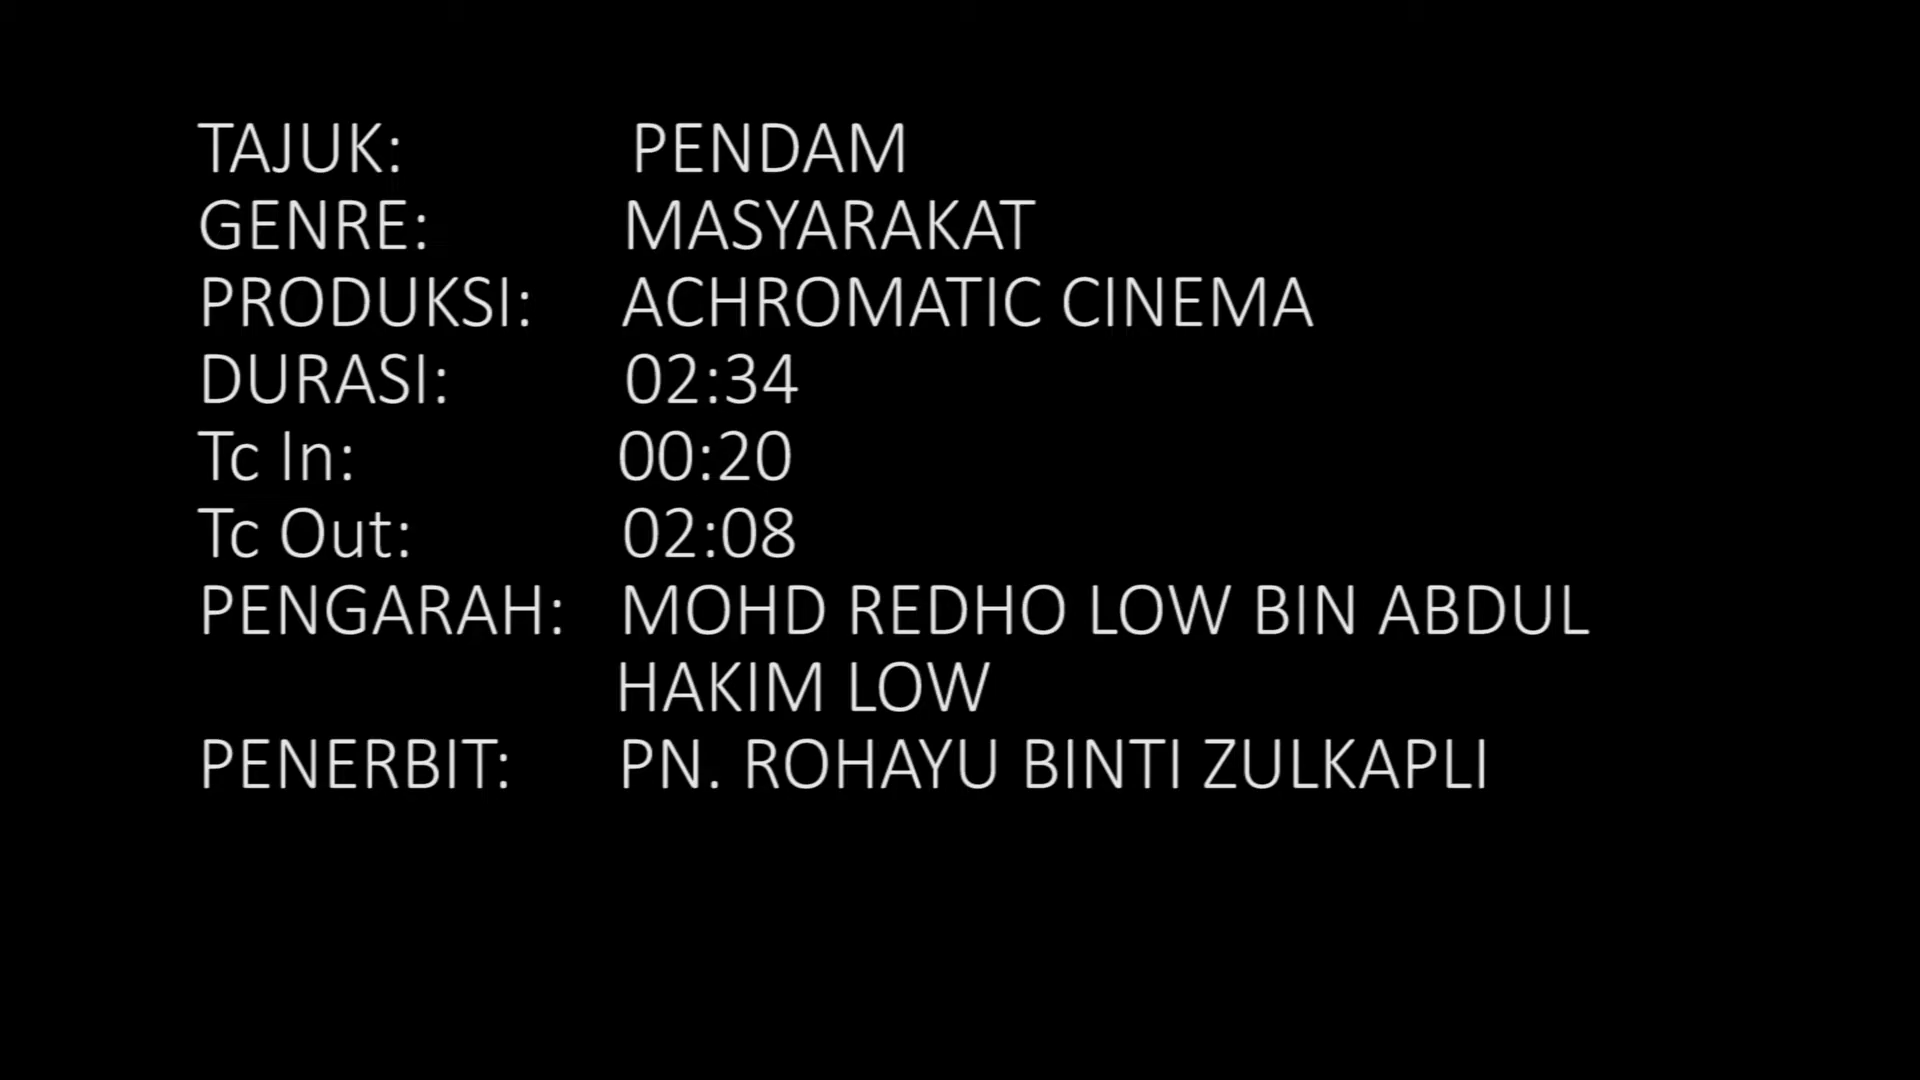 TAJUK: PENDAM
GENRE: MASYARAKAT
PRODUKSI: ACHROMATIC CINEMA
DURASI: 02:34
Tc In: 00:20
Tc Out: 02:08
PENGARAH: MOHD REDHO LOW BIN ABDUL
HAKIM LOW
PENERBIT: PN. ROHAYU BINTI ZULKAPLI